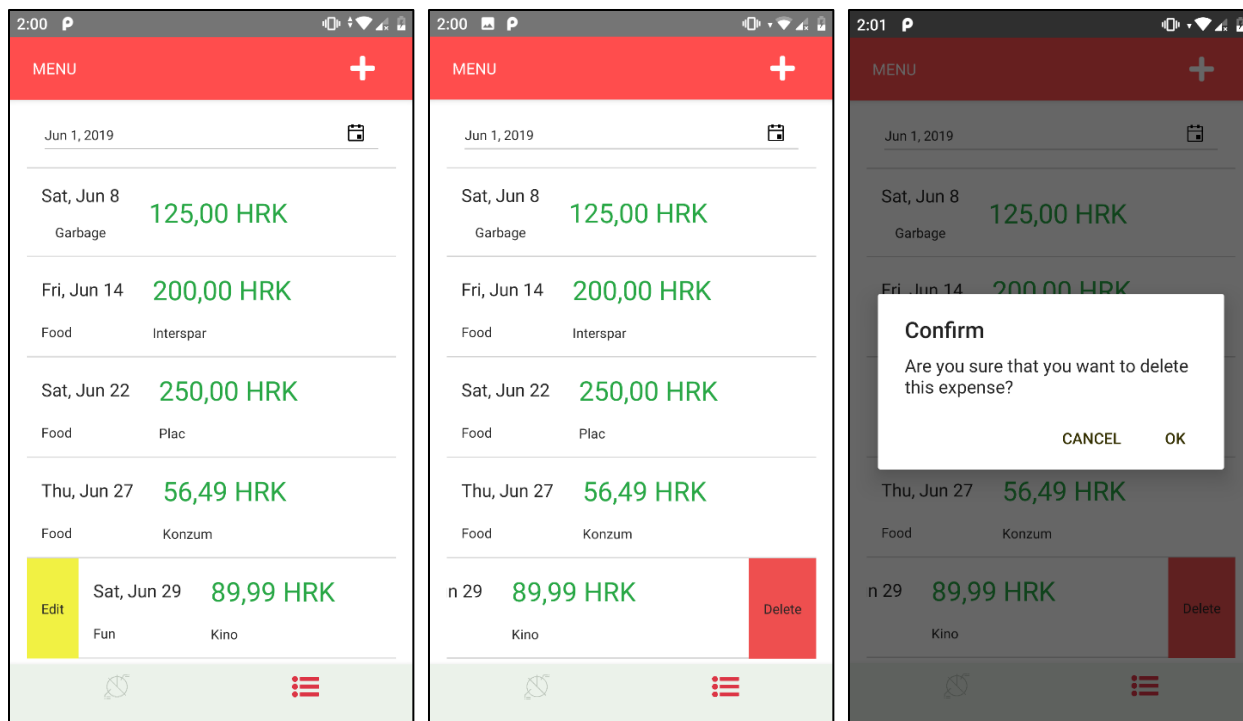 2:00
MENU
Jun 1, 2019
Sat, Jun 8
125,00 HRK
Garbage
Fri, Jun 14
200,00 HRK
Food
Interspar
Sat, Jun 22
250,00 HRK
Food
Plac
Thu, Jun 27
56,49 HRK
Food
Konzum
Edit
Sat, Jun 29
89,99 HRK
Fun
Kino
2:00
MENU
Jun 1, 2019
Sat, Jun 8
125,00 HRK
Garbage
Fri, Jun 14
200,00 HRK
Food
Interspar
Sat, Jun 22
250,00 HRK
Food
Plac
Thu, Jun 27
56,49 HRK
Food
Konzum
n 29
89,99 HRK
Kino
Delete
2:01
MENU
Jun 1, 2019
Sat, Jun 8
125,00 HRK
Garbage
Fri, Jun 14
200,00 HRK
Confirm
Are you sure that you want to delete
this expense?
CANCEL
OK
Thu, Jun 27
56,49 HRK
Food
Konzum
n 29
89,99 HRK
Kino
Delete